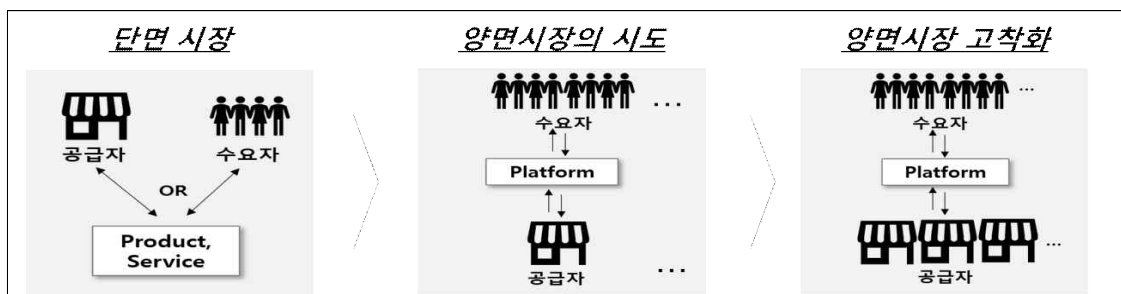 단면 시장
공급자
수요자
OR
Product,
Service
양면시장의 시도
...
수요자
Platform
공급자
...
양면시장 고착화
...
수요자
Platform
...
공급자